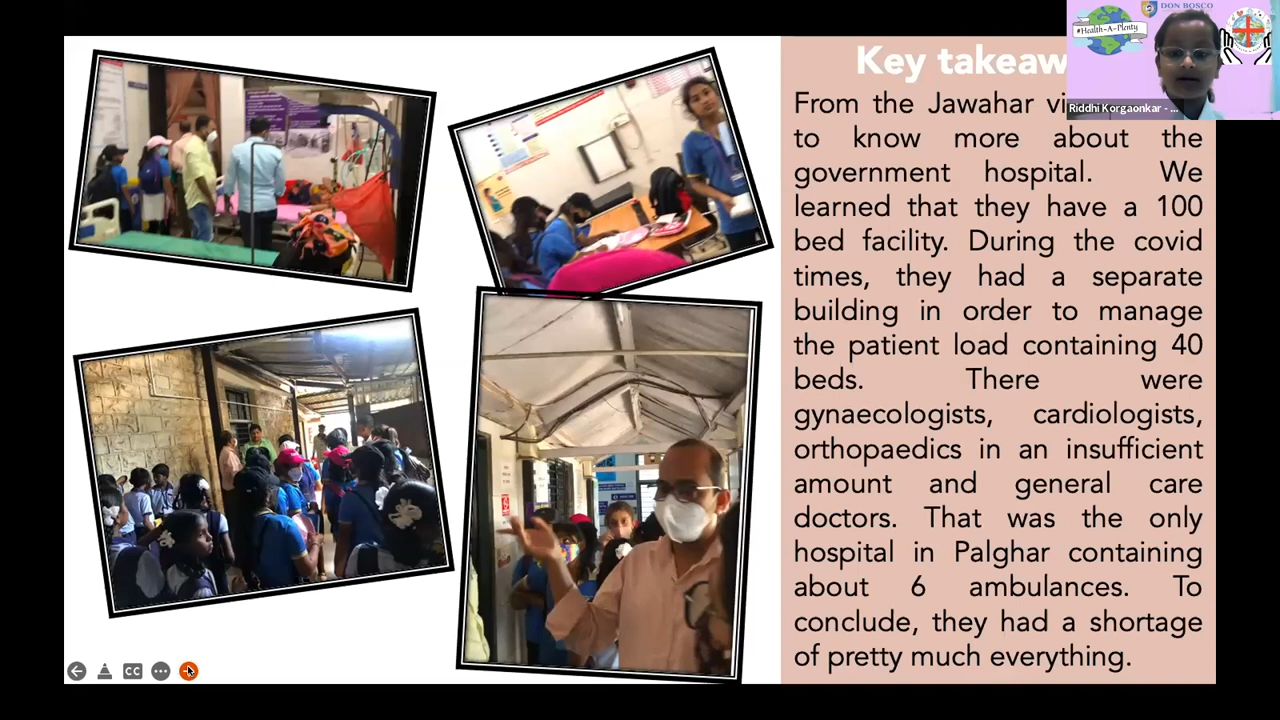 Key takeaw
From the Jawahar vi
to know more about the
government hospital. We
learned that they have a 100
bed facility. During the covid
times, they had a separate
building in order to manage
the patient load containing 40
beds. There were
gynaecologists, cardiologists,
orthopaedics in an insufficient
amount and general care
doctors. That was the only
hospital in Palghar containing
about 6 ambulances. To
conclude, they had a shortage
of pretty much everything.
#Health-A-Plenty
DON BOSCO
Riddhi Korgaonkar - ...
CC